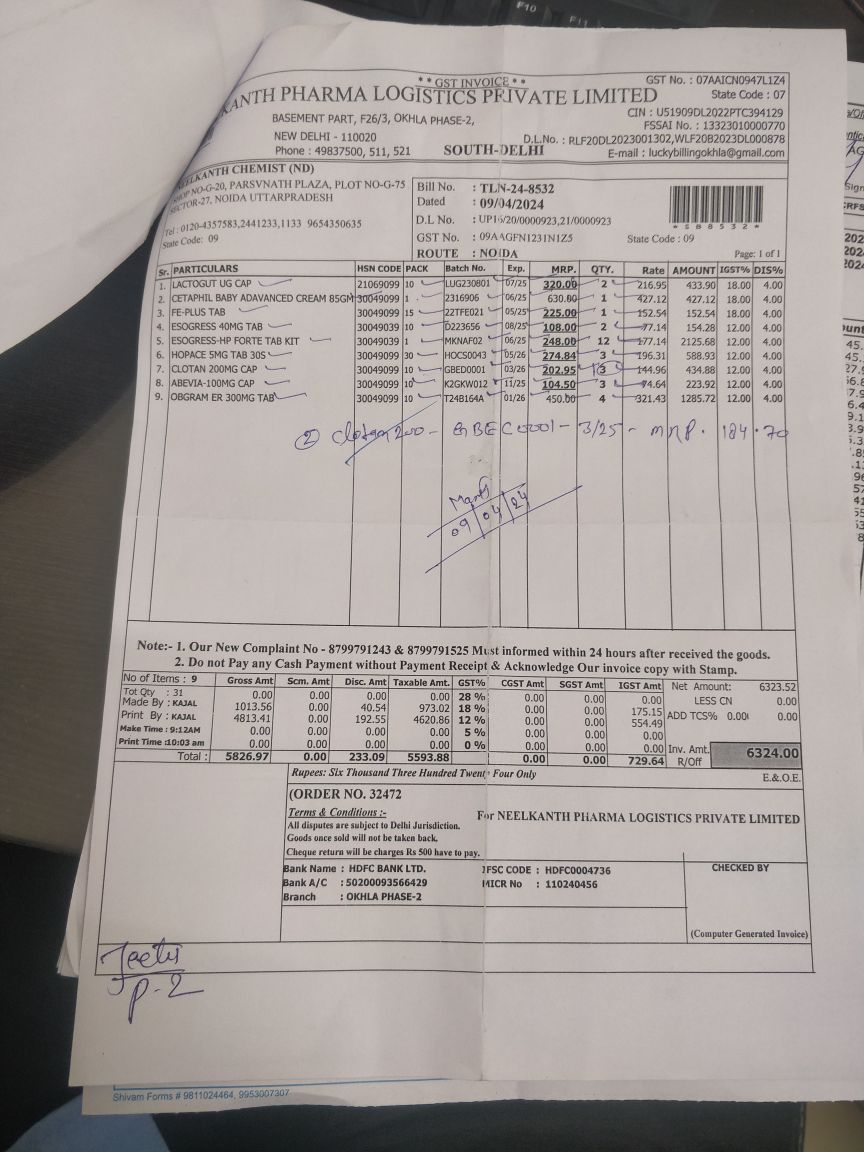 F10
F11
** GST INVOICE **
GST No. : 07AAICN0947L1Z4
KANTH PHARMA LOGISTICS PRIVATE LIMITED
State Code : 07
BASEMENT PART, F26/3, OKHLA PHASE-2,
CIN : U51909DL2022PTC394129
FSSAI No. : 13323010000770
NEW DELHI - 110020
D.L.No. : RLF20DL2023001302,WLF20B2023DL000878
Phone : 49837500, 511, 521
SOUTH-DELHI
E-mail : luckybillingokhla@gmail.com
NEELKANTH CHEMIST (ND)
SHOP NO-G-20, PARSVNATH PLAZA, PLOT NO-G-75
SECTOR-27, NOIDA UTTARPRADESH
Tel : 0120-4357583,2441233,1133 9654350635
State Code: 09
Bill No. : TLN-24-8532
Dated : 09/04/2024
D.L No. : UP16/20/0000923,21/0000923
GST No. : 09AAGFN1231N1Z5 State Code : 09
ROUTE : NOIDA
Page: 1 of 1
Sr. PARTICULARS HSN CODE PACK Batch No. Exp. MRP. QTY. Rate AMOUNT IGST% DIS%
1. LACTOGUT UG CAP 21069099 10 LUG230801 07/25 320.00 2 216.95 433.90 18.00 4.00
2. CETAPHIL BABY ADAVANCED CREAM 85GM 30049099 1 2316906 06/25 630.00 1 427.12 427.12 18.00 4.00
3. FE-PLUS TAB 30049099 15 22TFE021 05/25 225.00 1 152.54 152.54 18.00 4.00
4. ESOGRESS 40MG TAB 30049039 10 D223656 08/25 108.00 2 77.14 154.28 12.00 4.00
5. ESOGRESS-HP FORTE TAB KIT 30049039 1 MKNAF02 06/25 248.00 12 177.14 2125.68 12.00 4.00
6. HOPACE 5MG TAB 30S 30049099 30 HOCS0043 05/26 274.84 3 196.31 588.93 12.00 4.00
7. CLOTAN 200MG CAP 30049099 10 GBED0001 03/26 202.95 3 144.96 434.88 12.00 4.00
8. ABEVIA-100MG CAP 30049099 10 K2GKW012 11/25 104.50 3 74.64 223.92 12.00 4.00
9. OBGRAM ER 300MG TAB 30049099 10 T24B164A 01/26 450.00 4 321.43 1285.72 12.00 4.00
② Clotan 200 - GBEC0001 - 3/25 - MRP. 184.70
09/04/24
Note:- 1. Our New Complaint No - 8799791243 & 8799791525 Must informed within 24 hours after received the goods.
2. Do not Pay any Cash Payment without Payment Receipt & Acknowledge Our invoice copy with Stamp.
No of Items : 9 Gross Amt Scm. Amt Disc. Amt Taxable Amt. GST% CGST Amt SGST Amt IGST Amt Net Amount: 6323.52
Tot Qty : 31 0.00 0.00 0.00 0.00 28 % 0.00 0.00 0.00 LESS CN 0.00
Made By : KAJAL 1013.56 0.00 40.54 973.02 18 % 0.00 0.00 175.15 ADD TCS% 0.00 0.00
Print By : KAJAL 4813.41 0.00 192.55 4620.86 12 % 0.00 0.00 554.49
Make Time : 9:12AM 0.00 0.00 0.00 0.00 5 % 0.00 0.00 0.00
Print Time :10:03 am 0.00 0.00 0.00 0.00 0 % 0.00 0.00 0.00 Inv. Amt. 6324.00
Total : 5826.97 0.00 233.09 5593.88 0.00 0.00 729.64 R/Off
Rupees: Six Thousand Three Hundred Twenty Four Only
E.&.O.E.
(ORDER NO. 32472
Terms & Conditions :-
For NEELKANTH PHARMA LOGISTICS PRIVATE LIMITED
All disputes are subject to Delhi Jurisdiction.
Goods once sold will not be taken back.
Cheque return will be charges Rs 500 have to pay.
Bank Name : HDFC BANK LTD. IFSC CODE : HDFC0004736
CHECKED BY
Bank A/C : 50200093566429 MICR No : 110240456
Branch : OKHLA PHASE-2
(Computer Generated Invoice)
Jeetu
P-2
Shivam Forms # 9811024464, 9953007307